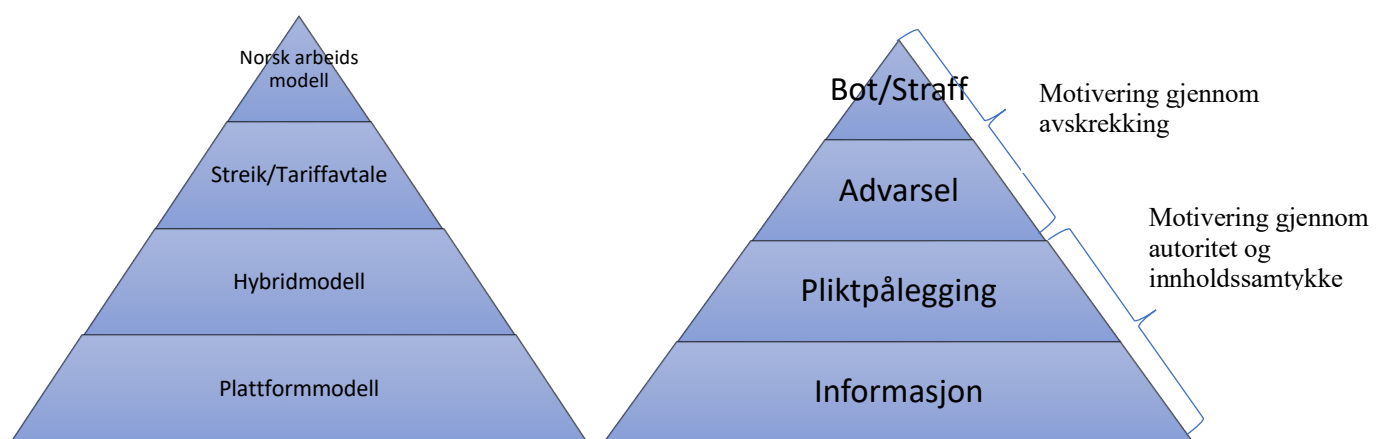 Norsk arbeids
modell
Streik/Tariffavtale
Hybridmodell
Plattformmodell
Bot/Straff
Advarsel
Pliktpålegging
Informasjon
Motivering gjennom
avskrekking
Motivering gjennom
autoritet og
innholdssamtykke